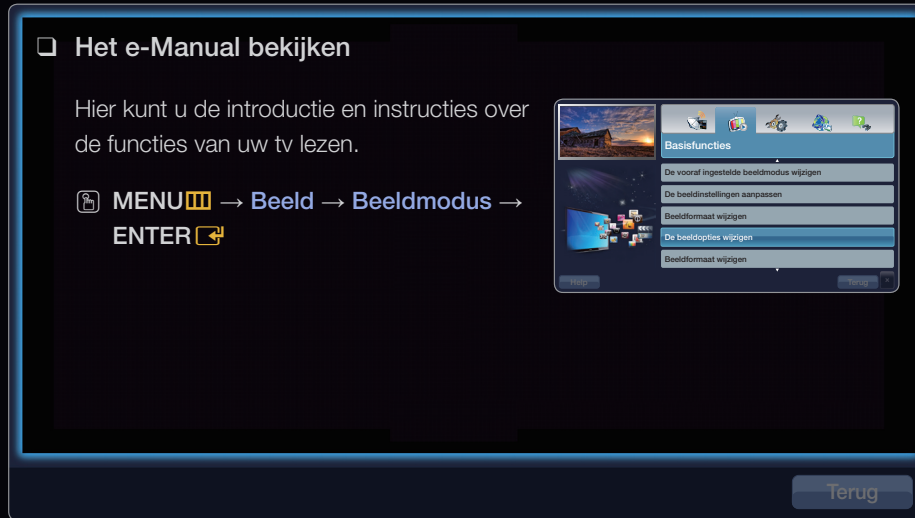 Het e-Manual bekijken
Hier kunt u de introductie en instructies over
de functies van uw tv lezen.
MENU → Beeld → Beeldmodus →
ENTER
Basisfuncties
De vooraf ingestelde beeldmodus wijzigen
De beeldinstellingen aanpassen
Beeldformaat wijzigen
De beeldopties wijzigen
Beeldformaat wijzigen
Help
Terug
Terug